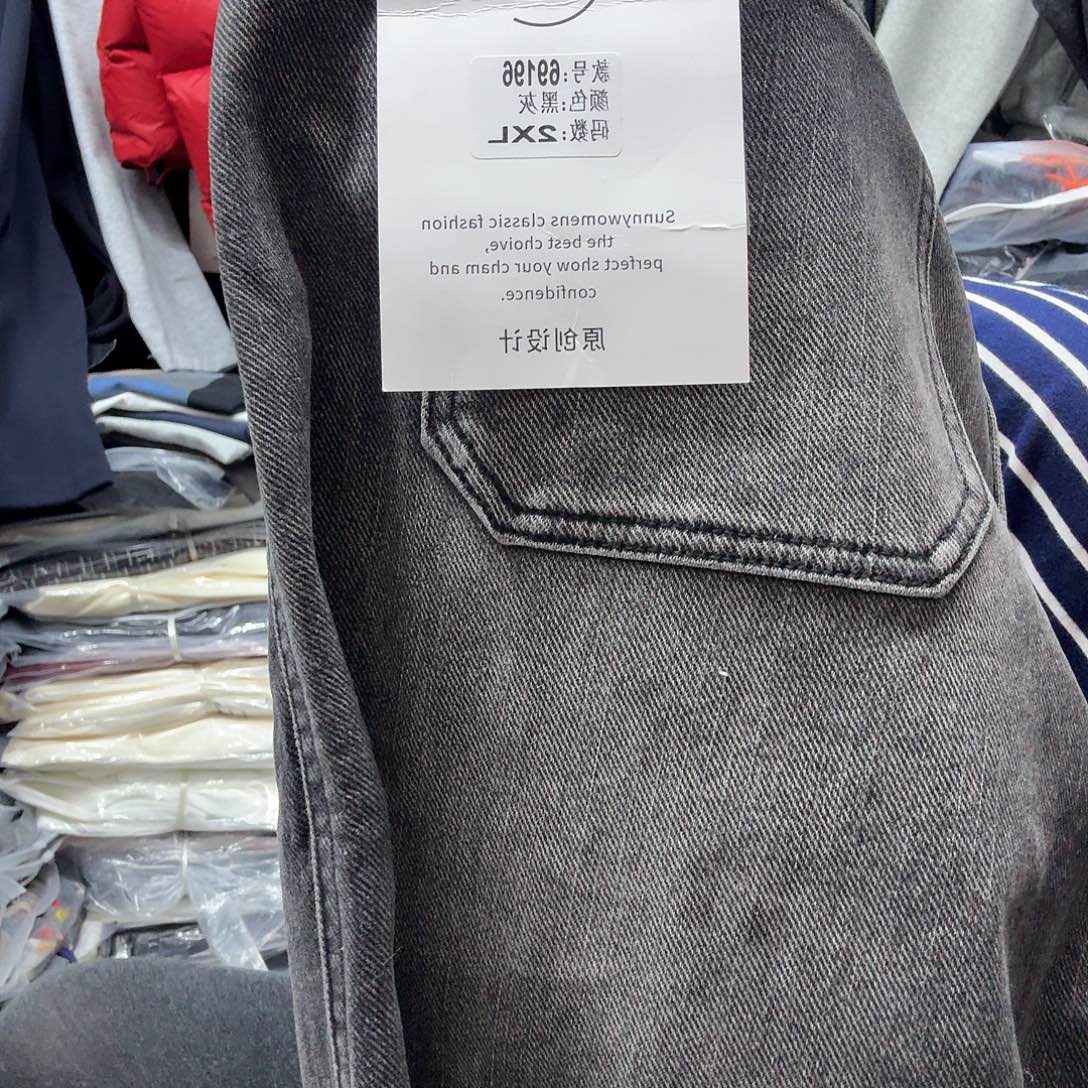 款号:69196
颜色:黑灰
码数:2XL
Sunnywomens classic fashion
the best choive,
perfect show your cham and
confidence.
原创设计